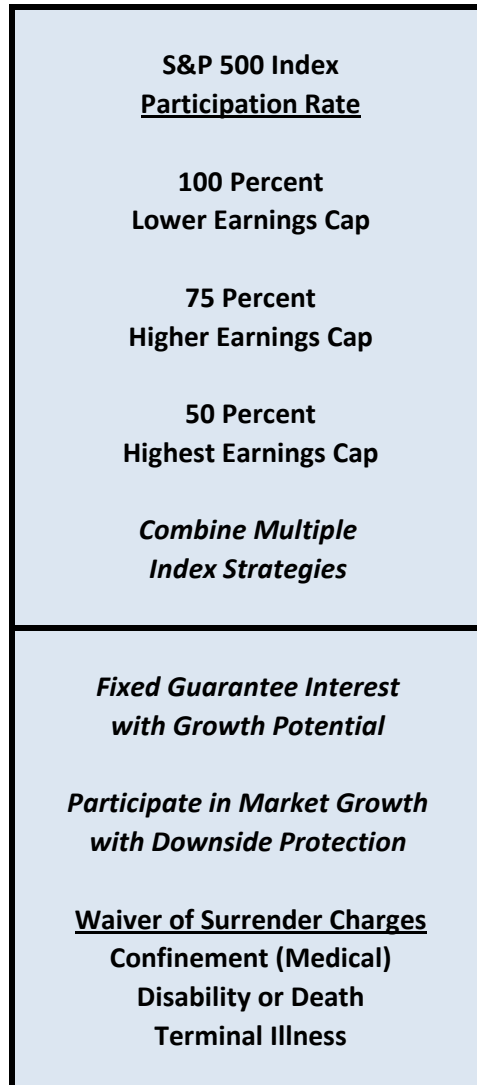 S&P 500 Index
Participation Rate
100 Percent
Lower Earnings Cap
75 Percent
Higher Earnings Cap
50 Percent
Highest Earnings Cap
Combine Multiple
Index Strategies
Fixed Guarantee Interest
with Growth Potential
Participate in Market Growth
with Downside Protection
Waiver of Surrender Charges
Confinement (Medical)
Disability or Death
Terminal Illness